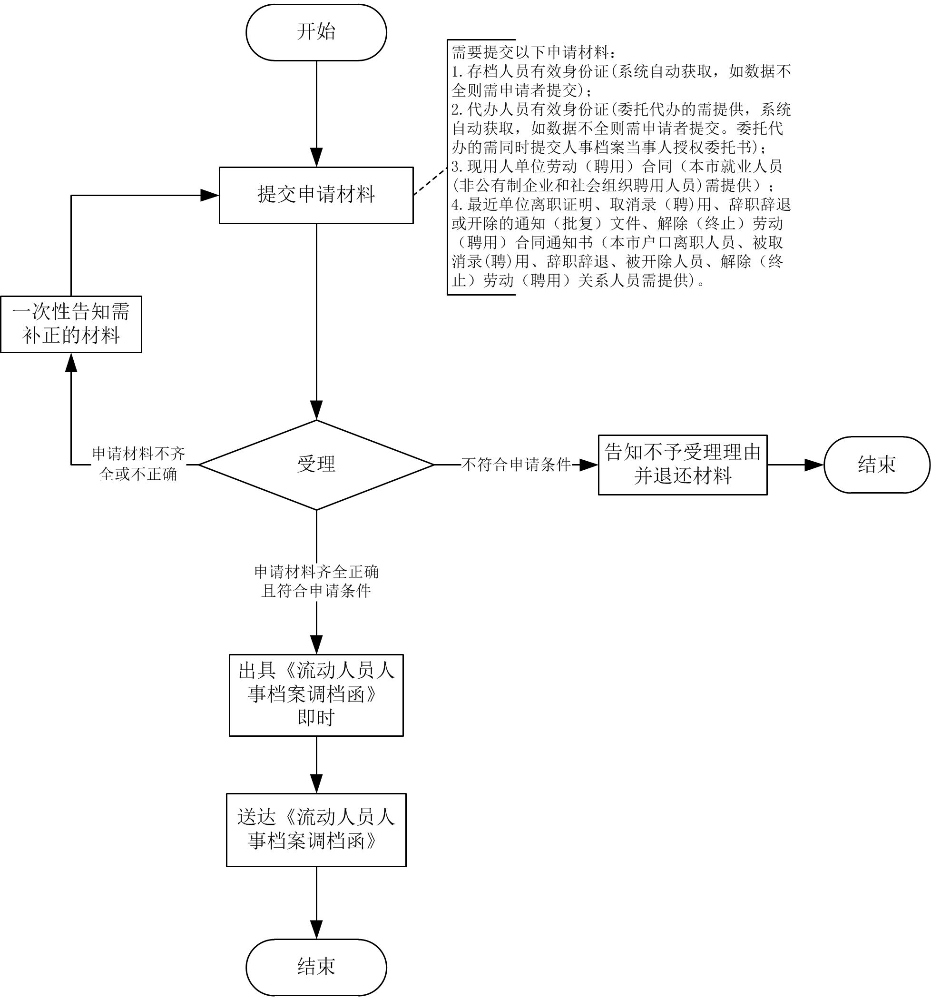 开始
需要提交以下申请材料：
1.存档人员有效身份证(系统自动获取，如数据不
全则需申请者提交)；
2.代办人员有效身份证(委托代办的需提供，系统
自动获取，如数据不全则需申请者提交。委托代
办的需同时提交人事档案当事人授权委托书)；
3.现用人单位劳动（聘用）合同（本市就业人员
(非公有制企业和社会组织聘用人员)需提供）；
4.最近单位离职证明、取消录（聘)用、辞职辞退
或开除的通知（批复）文件、解除（终止）劳动
（聘用）合同通知书（本市户口离职人员、被取
消录(聘)用、辞职辞退、被开除人员、解除（终
止）劳动（聘用）关系人员需提供)。
提交申请材料
一次性告知需
补正的材料
申请材料不齐
全或不正确
受理
不符合申请条件
告知不予受理理由
并退还材料
结束
申请材料齐全正确
且符合申请条件
出具《流动人员人
事档案调档函》
即时
送达《流动人员人
事档案调档函》
结束